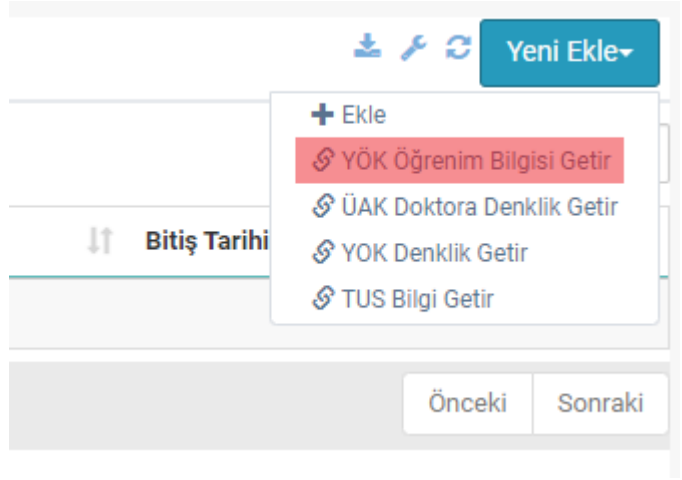 Yeni Ekle
Ekle
YÖK Öğrenim Bilgisi Getir
ÜAK Doktora Denklik Getir
Bitiş Tarihi
YOK Denklik Getir
TUS Bilgi Getir
Önceki
Sonraki